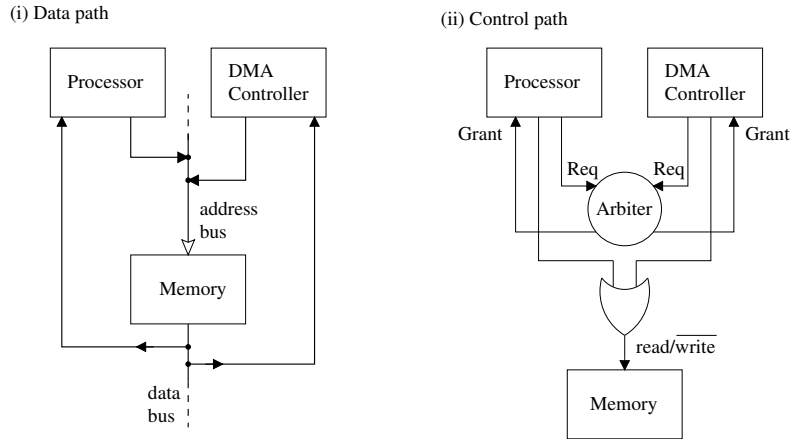 (i) Data path
Processor
DMA
Controller
address
bus
Memory
data
bus
(ii) Control path
Processor
DMA
Controller
Grant
Grant
Req
Req
Arbiter
read/write
Memory